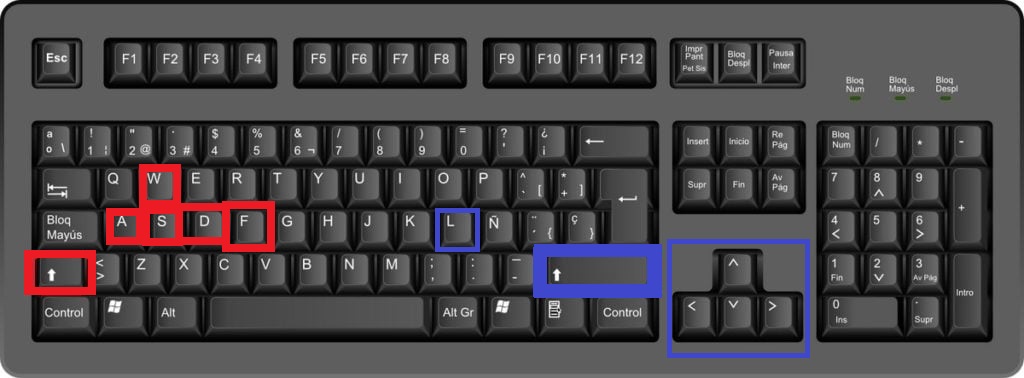 Esc F1 F2 F3 F4 F5 F6 F7 F8 F9 F10 F11 F12 Impr Pant Pet Sis Bloq Despl Pausa Inter
Bloq Num Bloq Mayús Bloq Despl
a o \ ! 1 ¦ " 2 @ · 3 # $ 4 % 5 & 6 ¬ / 7 ( 8 ) 9 = 0 ? ' ¿ ¡ Insert Inicio Re Pág Bloq Num / * -
Q W E R T Y U I O P ^ ` [ * + ] Supr Fin Av Pág 7 8 ^ 9 +
Bloq Mayús A S D F G H J K L Ñ ¨ ´ { ç } 4 < 5 6 >
< > Z X C V B N M ; , : . _ - ^ 1 Fin 2 v 3 Av Pág Intro
Control Alt Alt Gr Control < v > 0 Ins . Supr